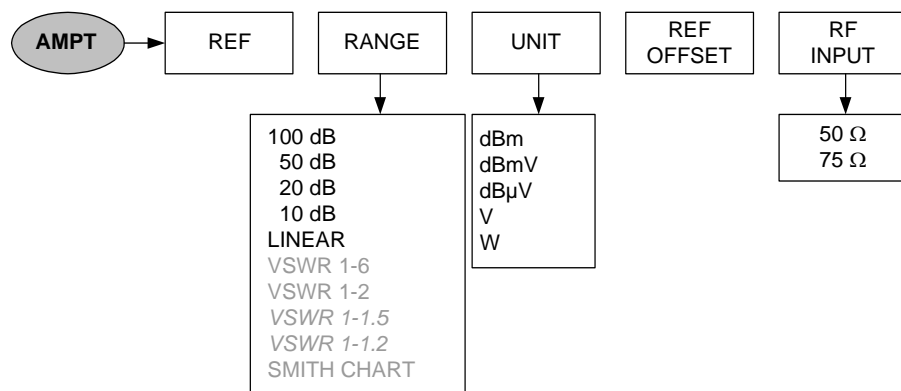 AMPT
REF
RANGE
UNIT
REF
OFFSET
RF
INPUT
100 dB
50 dB
20 dB
10 dB
LINEAR
VSWR 1-6
VSWR 1-2
VSWR 1-1.5
VSWR 1-1.2
SMITH CHART
dBm
dBmV
dBµV
V
W
50 Ω
75 Ω